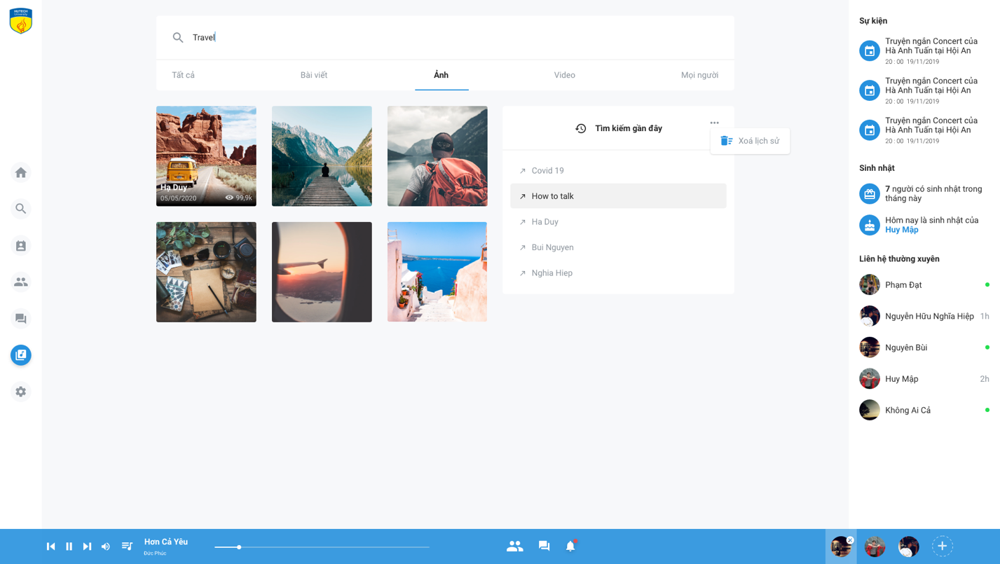 HUTECH
University
Travel
Tất cả
Bài viết
Ảnh
Video
Mọi người
Hạ Duy
05/05/2020
99,9k
Tìm kiếm gần đây
Xoá lịch sử
Covid 19
How to talk
Ha Duy
Bui Nguyen
Nghia Hiep
Sự kiện
Truyện ngắn Concert của
Hà Anh Tuấn tại Hội An
20 : 00 19/11/2019
Truyện ngắn Concert của
Hà Anh Tuấn tại Hội An
20 : 00 19/11/2019
Truyện ngắn Concert của
Hà Anh Tuấn tại Hội An
20 : 00 19/11/2019
Sinh nhật
7 người có sinh nhật trong
tháng này
Hôm nay là sinh nhật của
Huy Mập
Liên hệ thường xuyên
Phạm Đạt
Nguyễn Hữu Nghĩa Hiệp 1h
Nguyên Bùi
Huy Mập 2h
Không Ai Cả
Hơn Cả Yêu
Đức Phúc